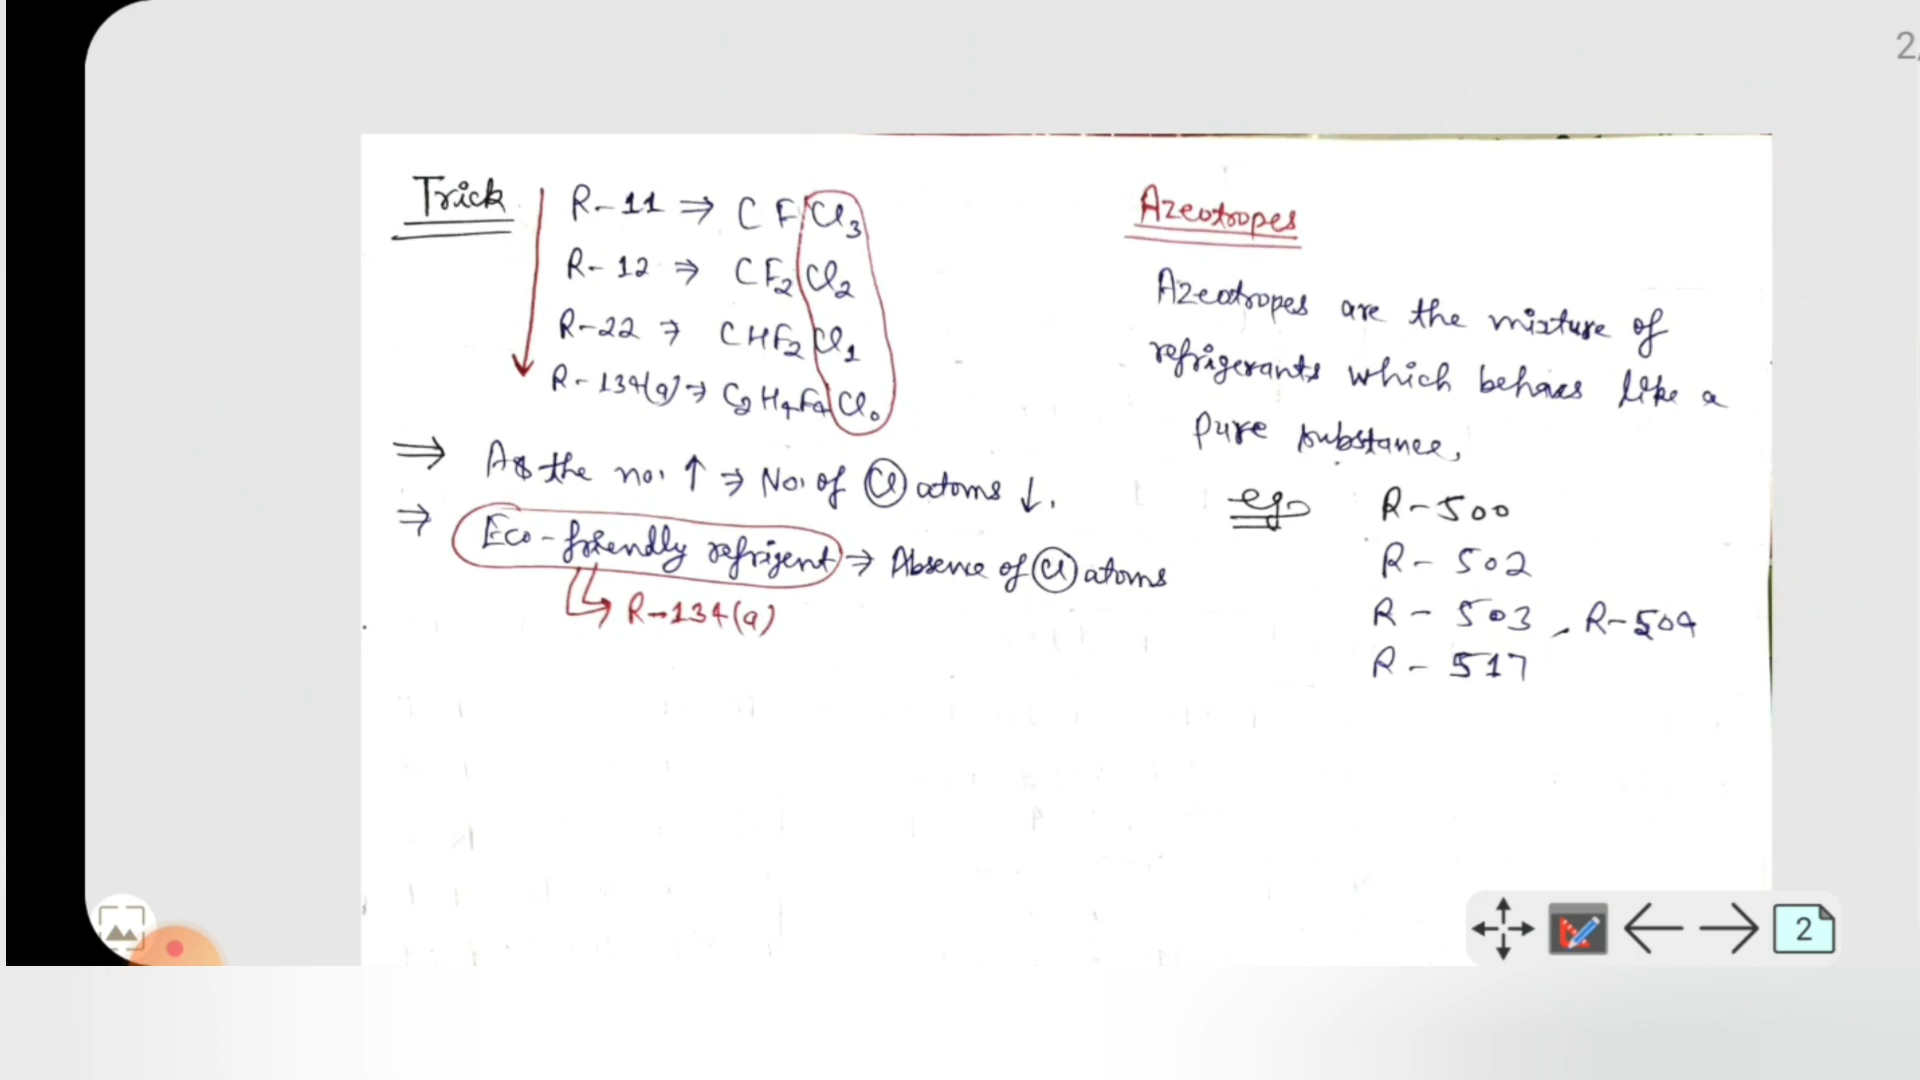 Trick
R-11 ⇒ CFCl3
R-12 ⇒ CF2Cl2
R-22 ⇒ CHF2Cl1
R-134(a) ⇒ C2H4F4Cl0
⇒ As the no. ↑ ⇒ No. of Cl atoms ↓.
⇒ Eco-friendly refrigent ⇒ Absence of Cl atoms
R-134(a)
Azeotropes
Azeotropes are the mixture of
refrigerants which behaves like a
pure substance,
eg
R-500
R-502
R-503, R-504
R-517
2